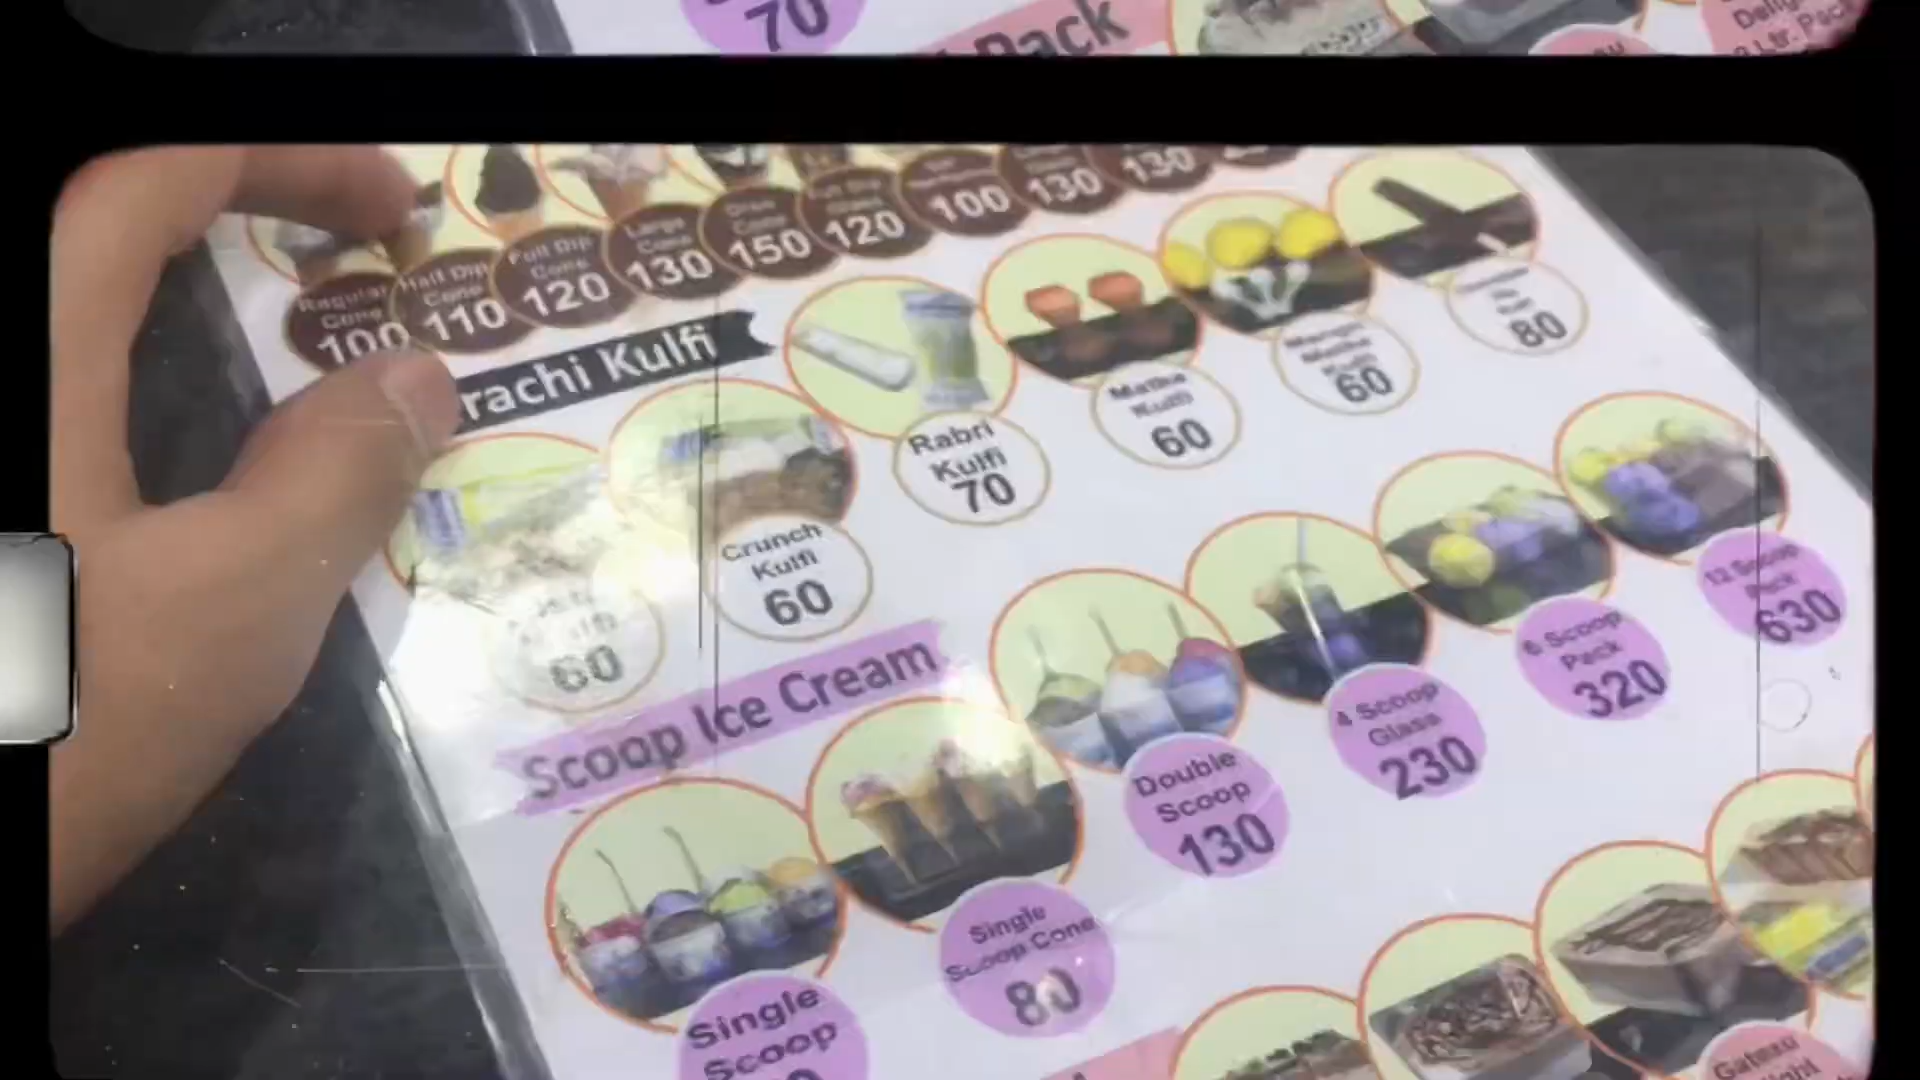 70
Pack
2 Ltr. Pack
Regular
Cone
100
Half Dip
Cone
110
Full Dip
Cone
120
Large
Cone
130
150
120
100
130
130
rachi Kulfi
60
Crunch
Kulfi
60
Rabri
Kulfi
70
Matka
Kulfi
60
60
80
Scoop Ice Cream
Single
Scoop
Single
Scoop Cone
80
Double
Scoop
130
4 Scoop
Glass
230
6 Scoop
Pack
320
12 Scoop
Pack
630